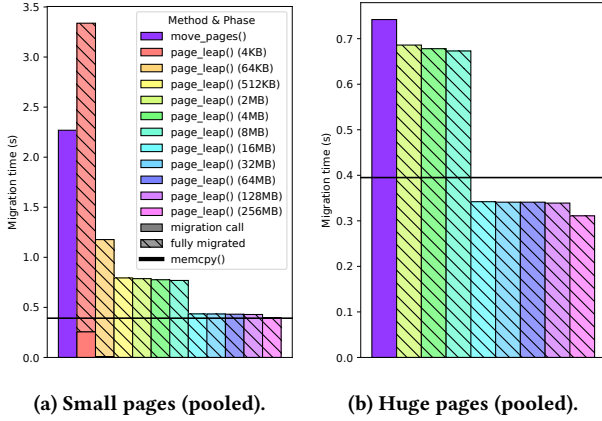 3.5
3.0
2.5
2.0
1.5
1.0
0.5
0.0
Migration time (s)
Method & Phase
move_pages()
page_leap() (4KB)
page_leap() (64KB)
page_leap() (512KB)
page_leap() (2MB)
page_leap() (4MB)
page_leap() (8MB)
page_leap() (16MB)
page_leap() (32MB)
page_leap() (64MB)
page_leap() (128MB)
page_leap() (256MB)
migration call
fully migrated
memcpy()
(a) Small pages (pooled).
0.7
0.6
0.5
0.4
0.3
0.2
0.1
0.0
Migration time (s)
(b) Huge pages (pooled).